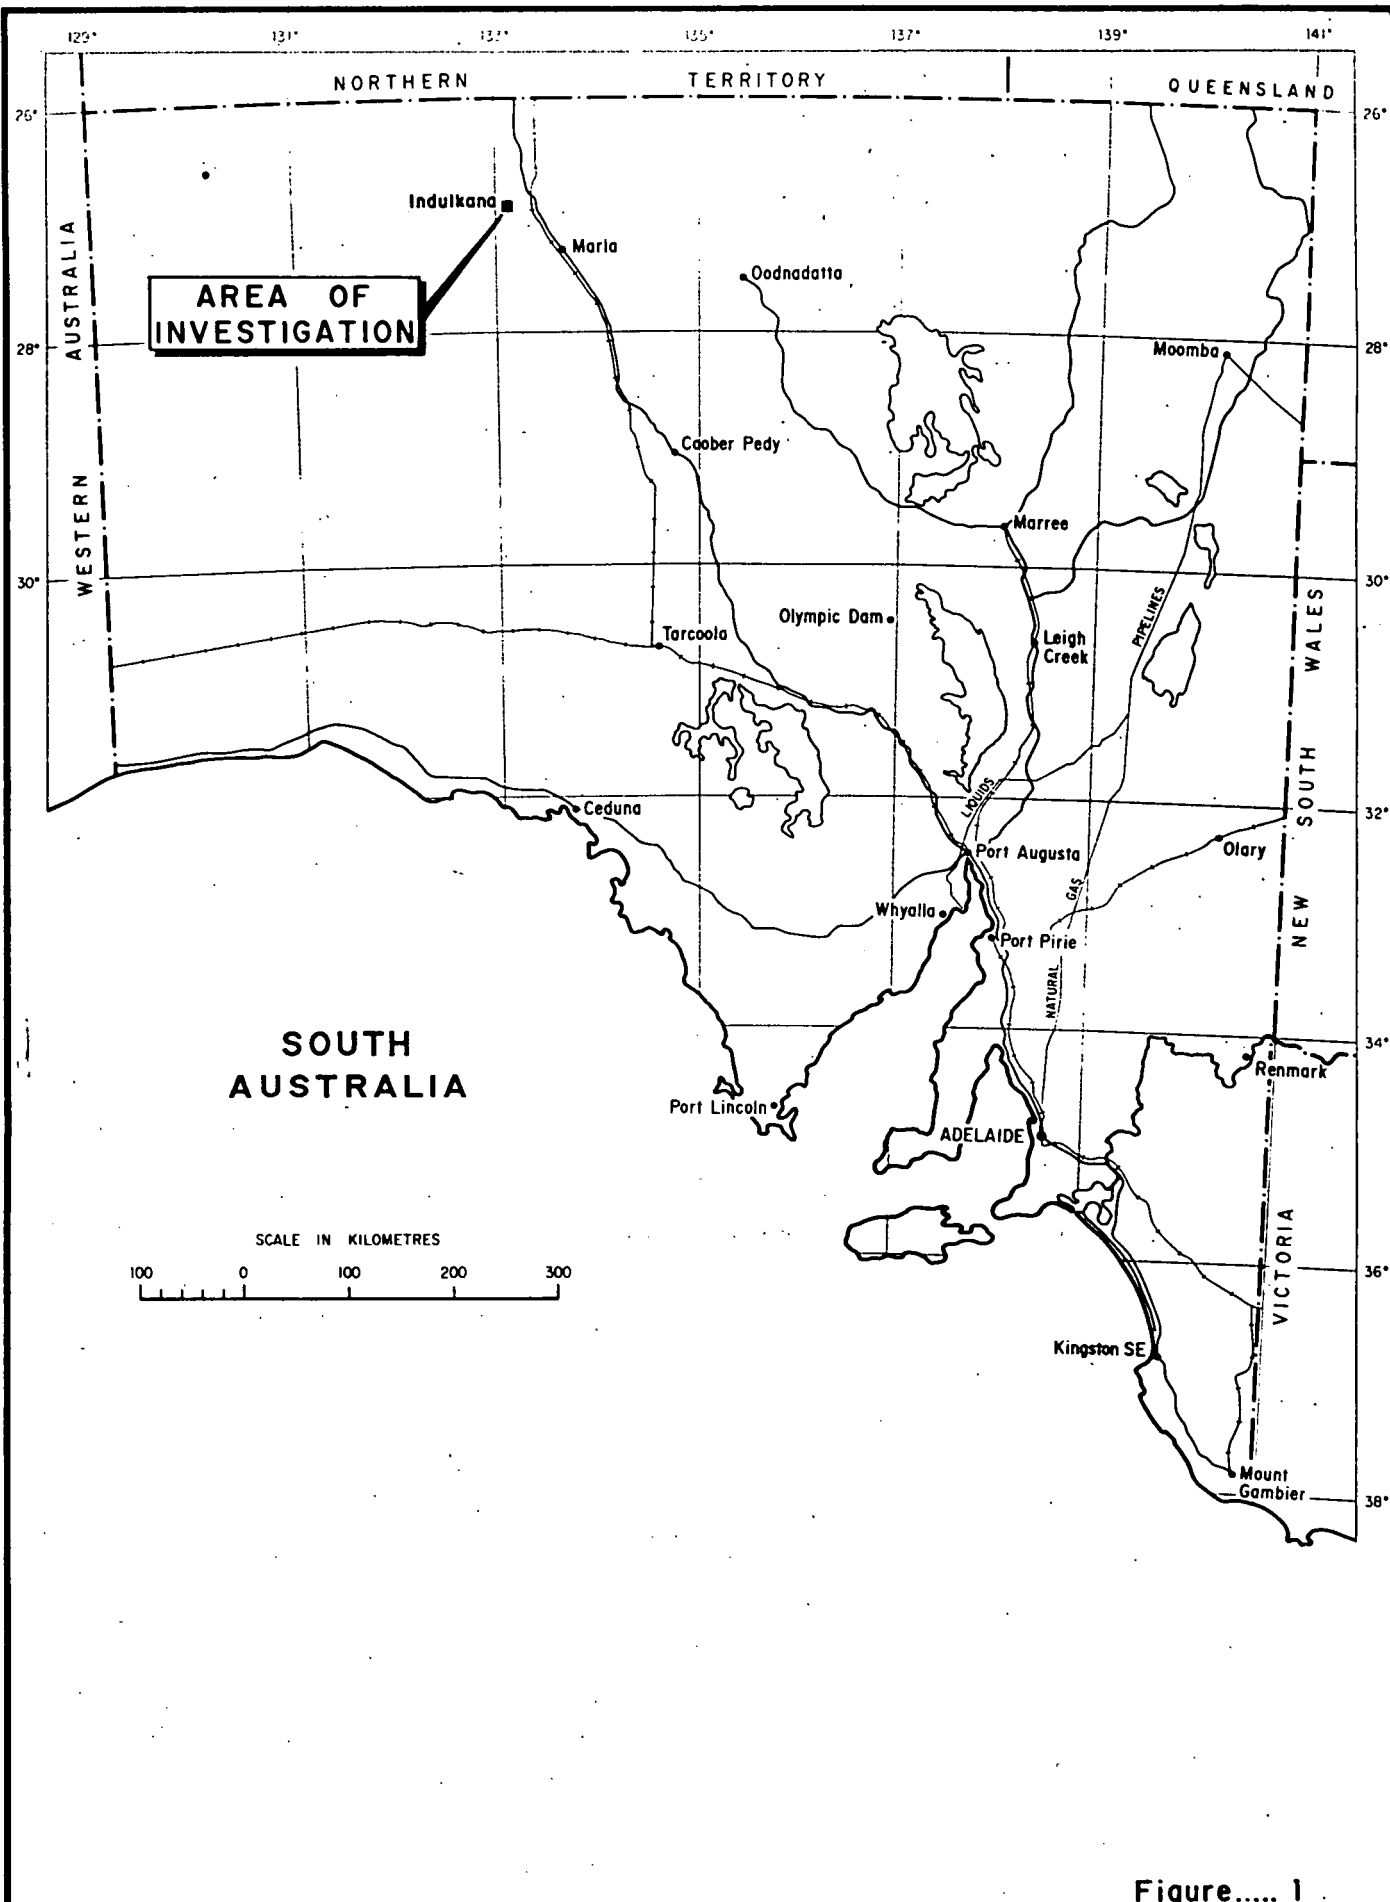 129° 131° 133° 135° 137° 139° 141°
NORTHERN TERRITORY QUEENSLAND
26° 26°
Indulkana
Marla
Oodnadatta
AREA OF
INVESTIGATION
WESTERN AUSTRALIA
28° 28°
Moomba
Coober Pedy
Marree
30° 30°
Olympic Dam
Tarcoola
Leigh
Creek
PIPELINES
NEW SOUTH WALES
LIQUIDS
Ceduna
32°
Port Augusta
Olary
GAS
Whyalla
Port Pirie
NATURAL
SOUTH
AUSTRALIA
34°
Renmark
Port Lincoln
ADELAIDE
VICTORIA
SCALE IN KILOMETRES
100 0 100 200 300
36°
Kingston SE
Mount
Gambier
38°
Figure..... 1